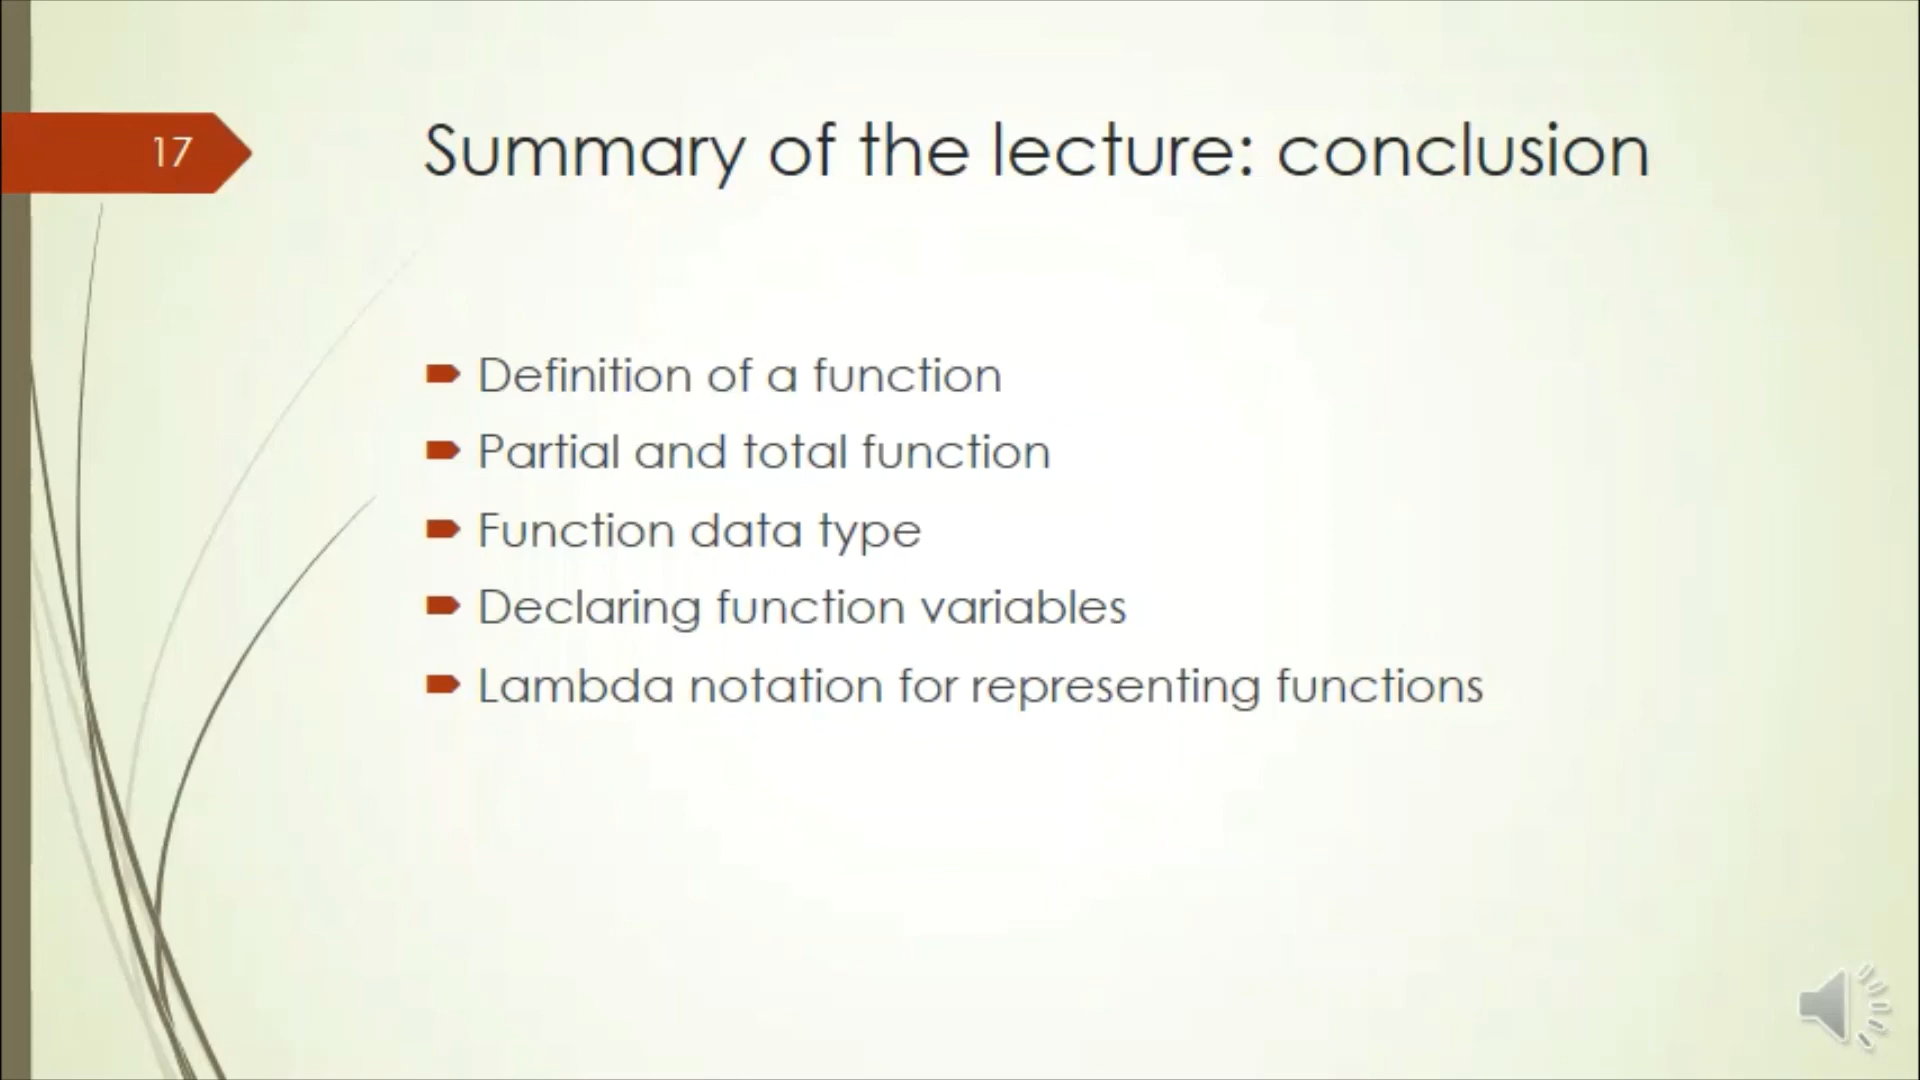 17
Summary of the lecture: conclusion
Definition of a function
Partial and total function
Function data type
Declaring function variables
Lambda notation for representing functions